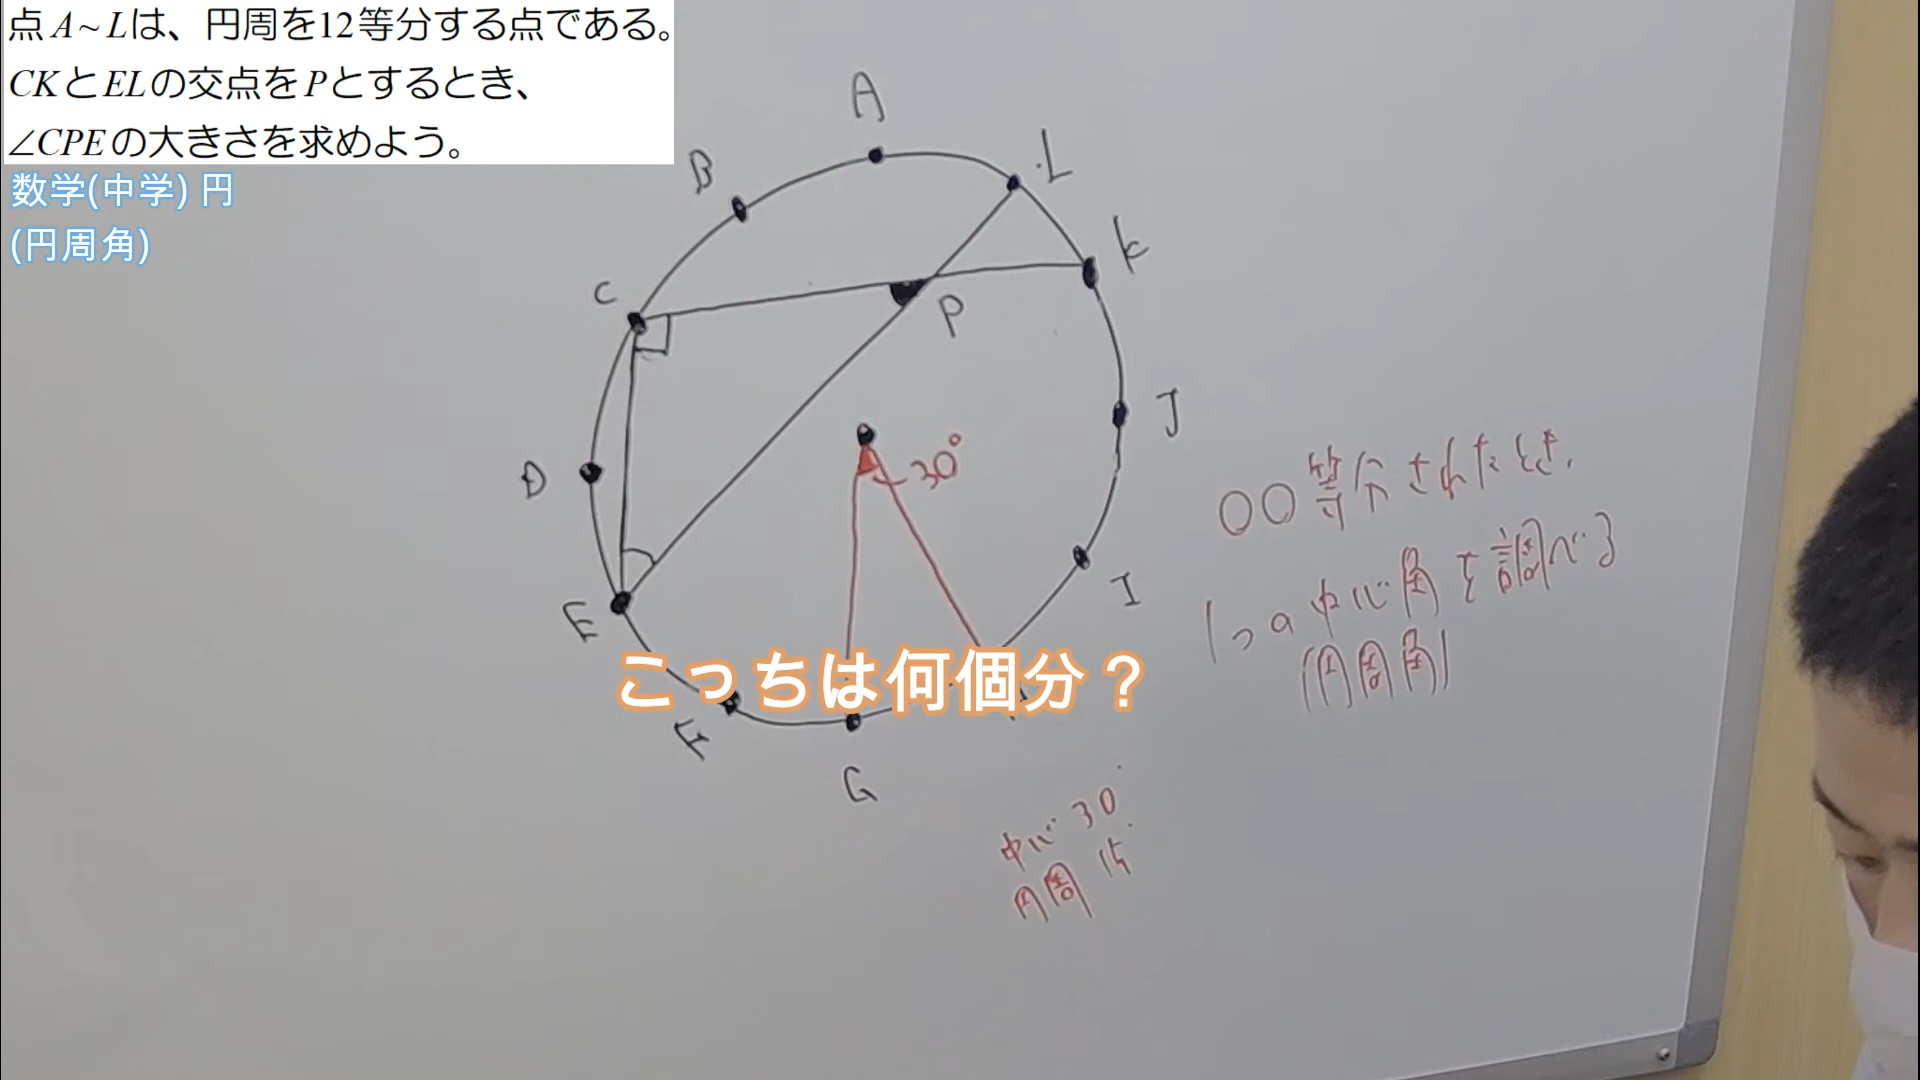 点A~Lは、円周を12等分する点である。
CKとELの交点をPとするとき、
∠CPEの大きさを求めよう。
数学(中学) 円
(円周角)
A
B
L
K
C
P
J
D
30°
○○等分されたとき、
I
1つの中心角を調べる
(円周角)
E
こっちは何個分？
F
G
中心 30°
円周 15°